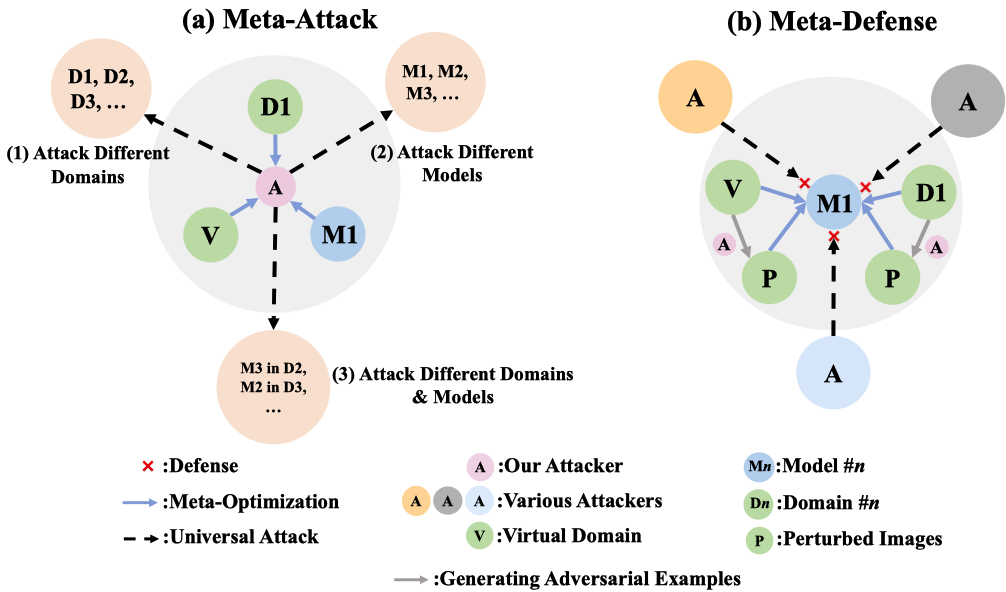 (a) Meta-Attack
D1, D2,
D3, …
M1, M2,
M3, …
D1
(1) Attack Different
Domains
(2) Attack Different
Models
A
V
M1
M3 in D2,
M2 in D3,
…
(3) Attack Different Domains
& Models
(b) Meta-Defense
A
A
V
M1
D1
A
A
P
P
A
:Defense
:Meta-Optimization
:Universal Attack
A :Our Attacker
A A A :Various Attackers
V :Virtual Domain
:Generating Adversarial Examples
Mn :Model #n
Dn :Domain #n
P :Perturbed Images